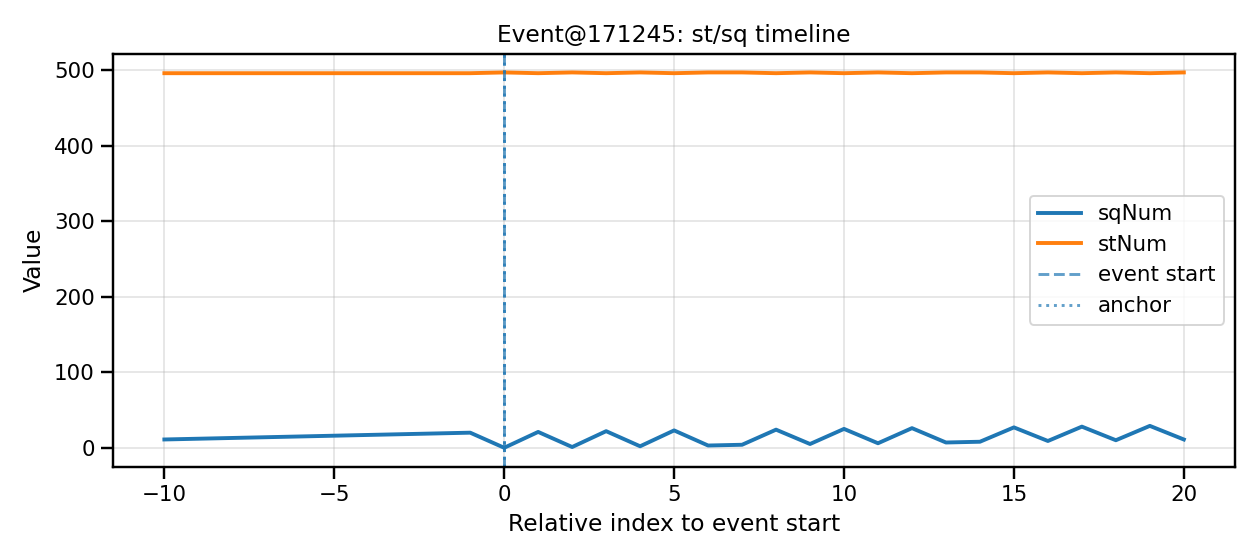 Event@171245: st/sq timeline
Value
500
400
300
200
100
0
sqNum
stNum
event start
anchor
−10
−5
0
5
10
15
20
Relative index to event start